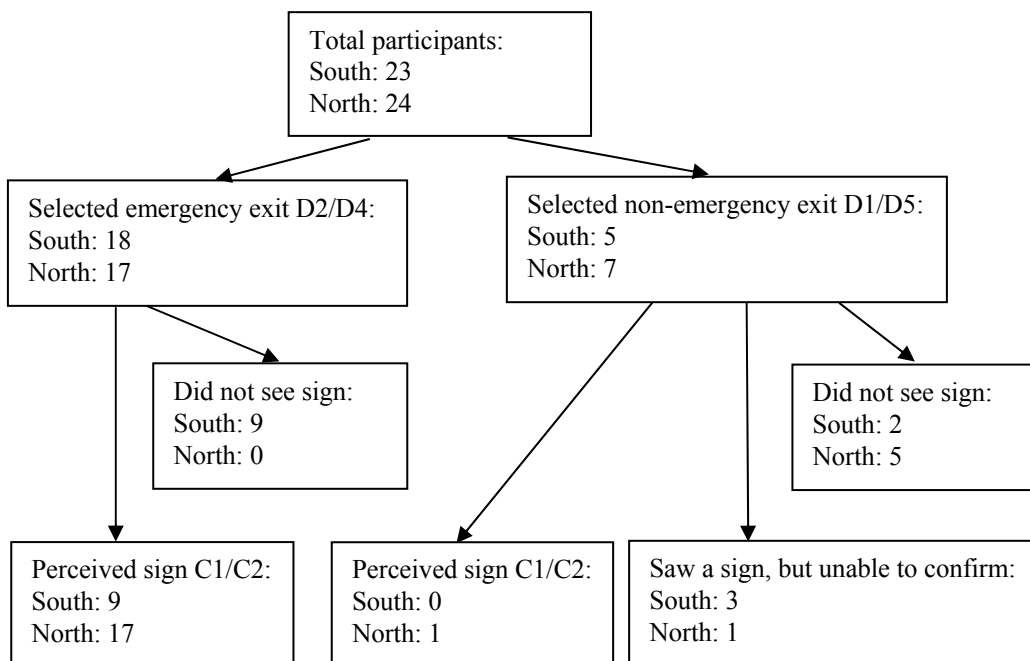 Total participants:
South: 23
North: 24
Selected emergency exit D2/D4:
South: 18
North: 17
Selected non-emergency exit D1/D5:
South: 5
North: 7
Did not see sign:
South: 9
North: 0
Did not see sign:
South: 2
North: 5
Perceived sign C1/C2:
South: 9
North: 17
Perceived sign C1/C2:
South: 0
North: 1
Saw a sign, but unable to confirm:
South: 3
North: 1